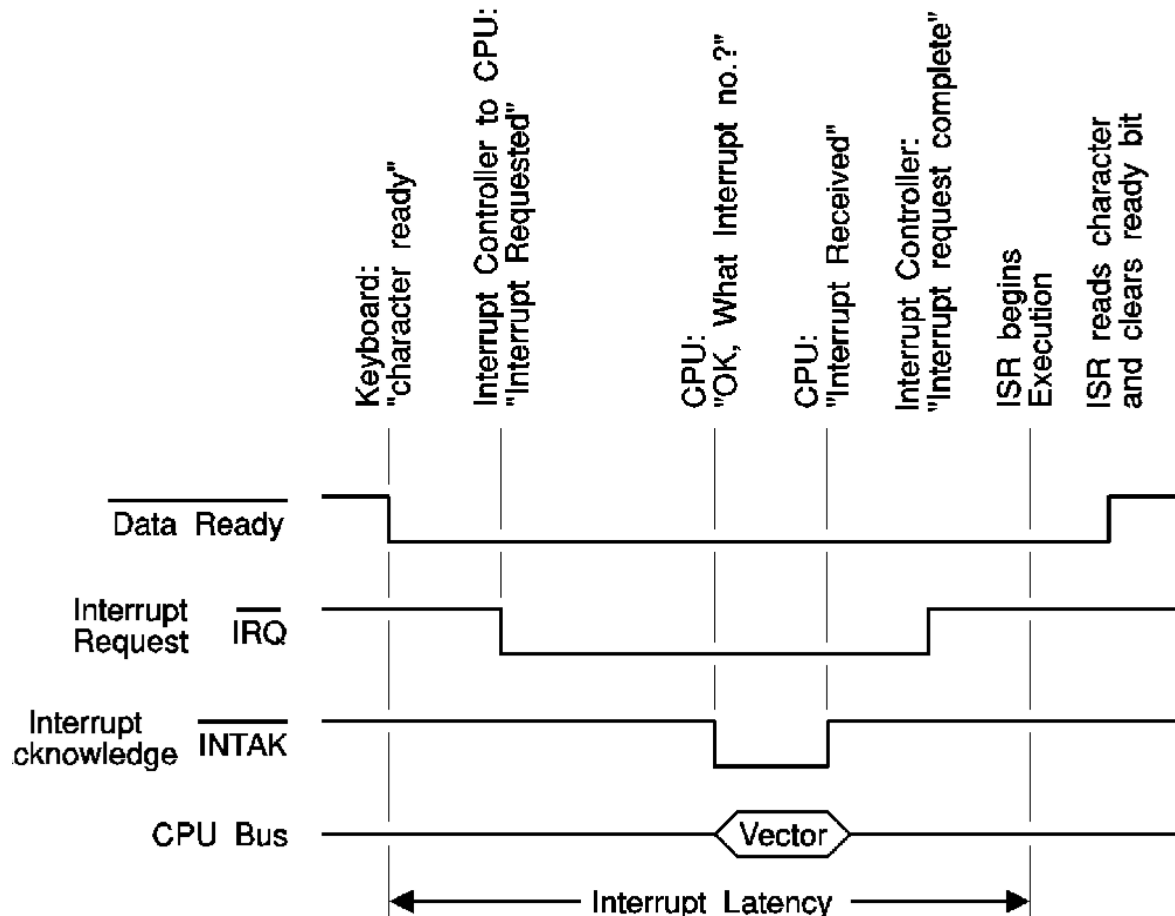 Keyboard:
"character ready"
Interrupt Controller to CPU:
"Interrupt Requested"
CPU:
"OK, What Interrupt no.?"
CPU:
"Interrupt Received"
Interrupt Controller:
"Interrupt request complete"
ISR begins
Execution
ISR reads character
and clears ready bit
Data Ready
Interrupt
Request
IRQ
Interrupt
cknowledge
INTAK
CPU Bus
Vector
Interrupt Latency